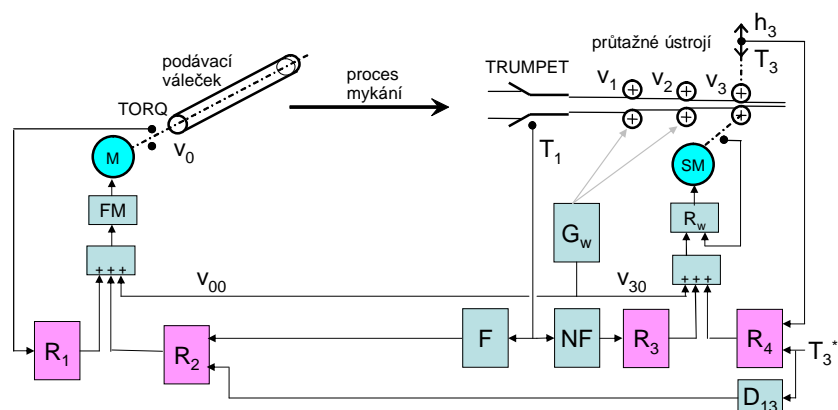 h3
T3
průtažné ústrojí
podávací
váleček
proces
mykání
TRUMPET
v1
v2
v3
TORQ
v0
M
T1
SM
FM
Gw
Rw
+ + +
+ + +
v00
v30
R1
R2
F
NF
R3
R4
T3*
D13